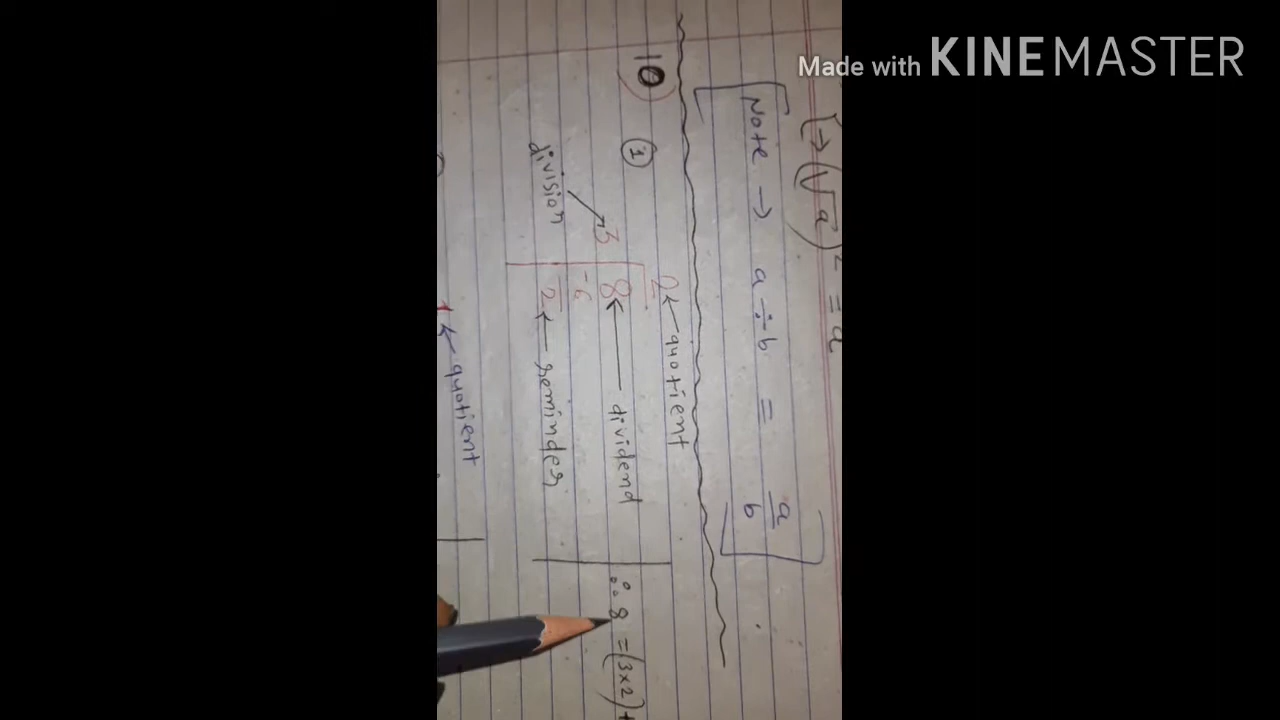 Made with KINEMASTER
→ (√a)² = a
Note → a ÷ b = a/b
10) ① 2 ← quotient
3 8 ← dividend ∴ 8 = (3×2)+
-6
division 2 ← reminder
1 ← quotient